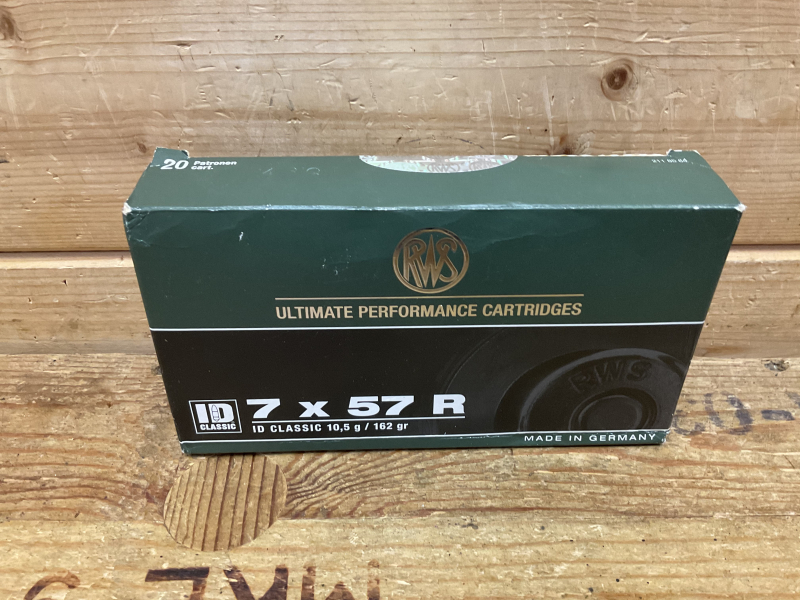 20 Patronen
cart.
RWS
RWS
ULTIMATE PERFORMANCE CARTRIDGES
RWS
ID
CLASSIC
7 x 57 R
ID CLASSIC 10,5 g / 162 gr
MADE IN GERMANY